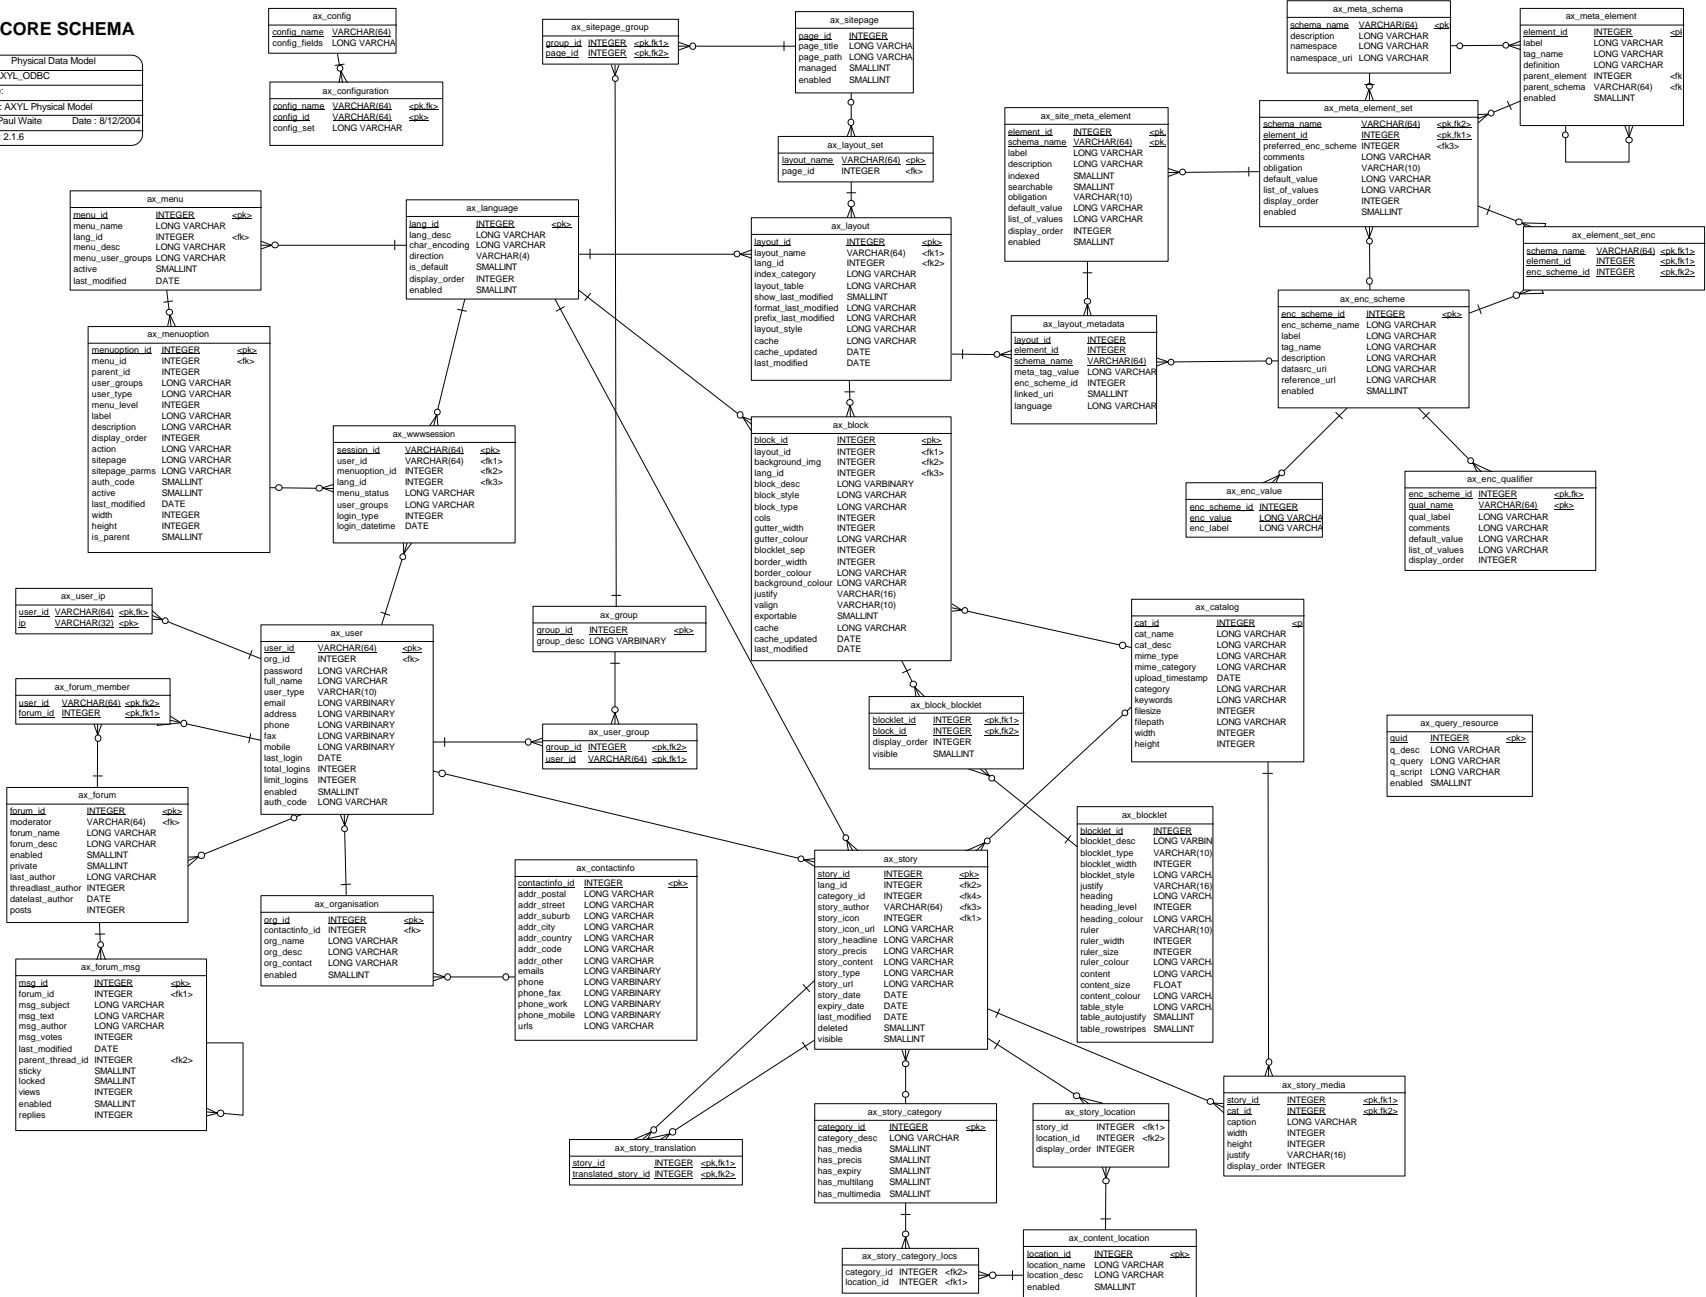 CORE SCHEMA
Physical Data Model
XYL_ODBC
: AXYL Physical Model
Paul Waite Date : 8/12/2004
: 2.1.6
ax_config
config_name VARCHAR(64)
config_fields LONG VARCHA
ax_configuration
config_name VARCHAR(64) <pk,fk>
config_id VARCHAR(64) <pk>
config_set LONG VARCHAR
ax_sitepage_group
group_id INTEGER <pk,fk1>
page_id INTEGER <pk,fk2>
ax_sitepage
page_id INTEGER
page_title LONG VARCHA
page_path LONG VARCHA
managed SMALLINT
enabled SMALLINT
ax_layout_set
layout_name VARCHAR(64) <pk>
page_id INTEGER <fk>
ax_meta_schema
schema_name VARCHAR(64) <pk
description LONG VARCHAR
namespace LONG VARCHAR
namespace_uri LONG VARCHAR
ax_meta_element
element_id INTEGER <pl
label LONG VARCHAR
tag_name LONG VARCHAR
definition LONG VARCHAR
parent_element INTEGER <fk
parent_schema VARCHAR(64) <fk
enabled SMALLINT
ax_meta_element_set
schema_name VARCHAR(64) <pk,fk2>
element_id INTEGER <pk,fk1>
preferred_enc_scheme INTEGER <fk3>
comments LONG VARCHAR
obligation VARCHAR(10)
default_value LONG VARCHAR
list_of_values LONG VARCHAR
display_order INTEGER
enabled SMALLINT
ax_site_meta_element
element_id INTEGER <pk,
schema_name VARCHAR(64) <pk,
label LONG VARCHAR
description LONG VARCHAR
indexed SMALLINT
searchable SMALLINT
obligation VARCHAR(10)
default_value LONG VARCHAR
list_of_values LONG VARCHAR
display_order INTEGER
enabled SMALLINT
ax_element_set_enc
schema_name VARCHAR(64) <pk,fk1>
element_id INTEGER <pk,fk1>
enc_scheme_id INTEGER <pk,fk2>
ax_menu
menu_id INTEGER <pk>
menu_name LONG VARCHAR
lang_id INTEGER <fk>
menu_desc LONG VARCHAR
menu_user_groups LONG VARCHAR
active SMALLINT
last_modified DATE
ax_language
lang_id INTEGER <pk>
lang_desc LONG VARCHAR
char_encoding LONG VARCHAR
direction VARCHAR(4)
is_default SMALLINT
display_order INTEGER
enabled SMALLINT
ax_layout
layout_id INTEGER <pk>
layout_name VARCHAR(64) <fk1>
lang_id INTEGER <fk2>
index_category LONG VARCHAR
layout_table LONG VARCHAR
show_last_modified SMALLINT
format_last_modified LONG VARCHAR
prefix_last_modified LONG VARCHAR
layout_style LONG VARCHAR
cache LONG VARCHAR
cache_updated DATE
last_modified DATE
ax_layout_metadata
layout_id INTEGER
element_id INTEGER
schema_name VARCHAR(64)
meta_tag_value LONG VARCHAR
enc_scheme_id INTEGER
linked_uri SMALLINT
language LONG VARCHAR
ax_enc_scheme
enc_scheme_id INTEGER <pk>
enc_scheme_name LONG VARCHAR
label LONG VARCHAR
tag_name LONG VARCHAR
description LONG VARCHAR
datasrc_uri LONG VARCHAR
reference_url LONG VARCHAR
enabled SMALLINT
ax_menuoption
menuoption_id INTEGER <pk>
menu_id INTEGER <fk>
parent_id INTEGER
user_groups LONG VARCHAR
user_type LONG VARCHAR
menu_level INTEGER
label LONG VARCHAR
description LONG VARCHAR
display_order INTEGER
action LONG VARCHAR
sitepage LONG VARCHAR
sitepage_parms LONG VARCHAR
auth_code SMALLINT
active SMALLINT
last_modified DATE
width INTEGER
height INTEGER
is_parent SMALLINT
ax_wwwsession
session_id VARCHAR(64) <pk>
user_id VARCHAR(64) <fk1>
menuoption_id INTEGER <fk2>
lang_id INTEGER <fk3>
menu_status LONG VARCHAR
user_groups LONG VARCHAR
login_type INTEGER
login_datetime DATE
ax_block
block_id INTEGER <pk>
layout_id INTEGER <fk1>
background_img INTEGER <fk2>
lang_id INTEGER <fk3>
block_desc LONG VARBINARY
block_style LONG VARCHAR
block_type LONG VARCHAR
cols INTEGER
gutter_width INTEGER
gutter_colour LONG VARCHAR
blocklet_sep INTEGER
border_width INTEGER
border_colour LONG VARCHAR
background_colour LONG VARCHAR
justify VARCHAR(16)
valign VARCHAR(10)
exportable SMALLINT
cache LONG VARCHAR
cache_updated DATE
last_modified DATE
ax_enc_value
enc_scheme_id INTEGER
enc_value LONG VARCHA
enc_label LONG VARCHA
ax_enc_qualifier
enc_scheme_id INTEGER <pk,fk>
qual_name VARCHAR(64) <pk>
qual_label LONG VARCHAR
comments LONG VARCHAR
default_value LONG VARCHAR
list_of_values LONG VARCHAR
display_order INTEGER
ax_user_ip
user_id VARCHAR(64) <pk,fk>
ip VARCHAR(32) <pk>
ax_user
user_id VARCHAR(64) <pk>
org_id INTEGER <fk>
password LONG VARCHAR
full_name LONG VARCHAR
user_type VARCHAR(10)
email LONG VARBINARY
address LONG VARBINARY
phone LONG VARBINARY
fax LONG VARBINARY
mobile LONG VARBINARY
last_login DATE
total_logins INTEGER
limit_logins INTEGER
enabled SMALLINT
auth_code LONG VARCHAR
ax_group
group_id INTEGER <pk>
group_desc LONG VARBINARY
ax_catalog
cat_id INTEGER <p
cat_name LONG VARCHAR
cat_desc LONG VARCHAR
mime_type LONG VARCHAR
mime_category LONG VARCHAR
upload_timestamp DATE
category LONG VARCHAR
keywords LONG VARCHAR
filesize INTEGER
filepath LONG VARCHAR
width INTEGER
height INTEGER
ax_forum_member
user_id VARCHAR(64) <pk,fk2>
forum_id INTEGER <pk,fk1>
ax_user_group
group_id INTEGER <pk,fk2>
user_id VARCHAR(64) <pk,fk1>
ax_block_blocklet
blocklet_id INTEGER <pk,fk1>
block_id INTEGER <pk,fk2>
display_order INTEGER
visible SMALLINT
ax_query_resource
quid INTEGER <pk>
q_desc LONG VARCHAR
q_query LONG VARCHAR
q_script LONG VARCHAR
enabled SMALLINT
ax_forum
forum_id INTEGER <pk>
moderator VARCHAR(64) <fk>
forum_name LONG VARCHAR
forum_desc LONG VARCHAR
enabled SMALLINT
private SMALLINT
last_author LONG VARCHAR
threadlast_author INTEGER
datelast_author DATE
posts INTEGER
ax_blocklet
blocklet_id INTEGER
blocklet_desc LONG VARBIN
blocklet_type VARCHAR(10)
blocklet_width INTEGER
blocklet_style LONG VARCH
justify VARCHAR(16)
heading LONG VARCH
heading_level INTEGER
heading_colour LONG VARCH
ruler VARCHAR(10)
ruler_width INTEGER
ruler_size INTEGER
ruler_colour LONG VARCH
content LONG VARCH
content_size FLOAT
content_colour LONG VARCH
table_style LONG VARCH
table_autojustify SMALLINT
table_rowstripes SMALLINT
ax_organisation
org_id INTEGER <pk>
contactinfo_id INTEGER <fk>
org_name LONG VARCHAR
org_desc LONG VARCHAR
org_contact LONG VARCHAR
enabled SMALLINT
ax_contactinfo
contactinfo_id INTEGER <pk>
addr_postal LONG VARCHAR
addr_street LONG VARCHAR
addr_suburb LONG VARCHAR
addr_city LONG VARCHAR
addr_country LONG VARCHAR
addr_code LONG VARCHAR
addr_other LONG VARCHAR
emails LONG VARBINARY
phone LONG VARBINARY
phone_fax LONG VARBINARY
phone_work LONG VARBINARY
phone_mobile LONG VARBINARY
urls LONG VARCHAR
ax_story
story_id INTEGER <pk>
lang_id INTEGER <fk2>
category_id INTEGER <fk4>
story_author VARCHAR(64) <fk3>
story_icon INTEGER <fk1>
story_icon_url LONG VARCHAR
story_headline LONG VARCHAR
story_precis LONG VARCHAR
story_content LONG VARCHAR
story_type LONG VARCHAR
story_url LONG VARCHAR
story_date DATE
expiry_date DATE
last_modified DATE
deleted SMALLINT
visible SMALLINT
ax_forum_msg
msg_id INTEGER <pk>
forum_id INTEGER <fk1>
msg_subject LONG VARCHAR
msg_text LONG VARCHAR
msg_author LONG VARCHAR
msg_votes INTEGER
last_modified DATE
parent_thread_id INTEGER <fk2>
sticky SMALLINT
locked SMALLINT
views INTEGER
enabled SMALLINT
replies INTEGER
ax_story_translation
story_id INTEGER <pk,fk1>
translated_story_id INTEGER <pk,fk2>
ax_story_category
category_id INTEGER <pk>
category_desc LONG VARCHAR
has_media SMALLINT
has_precis SMALLINT
has_expiry SMALLINT
has_multilang SMALLINT
has_multimedia SMALLINT
ax_story_location
story_id INTEGER <fk1>
location_id INTEGER <fk2>
display_order INTEGER
ax_story_media
story_id INTEGER <pk,fk1>
cat_id INTEGER <pk,fk2>
caption LONG VARCHAR
width INTEGER
height INTEGER
justify VARCHAR(16)
display_order INTEGER
ax_story_category_locs
category_id INTEGER <fk2>
location_id INTEGER <fk1>
ax_content_location
location_id INTEGER <pk>
location_name LONG VARCHAR
location_desc LONG VARCHAR
enabled SMALLINT